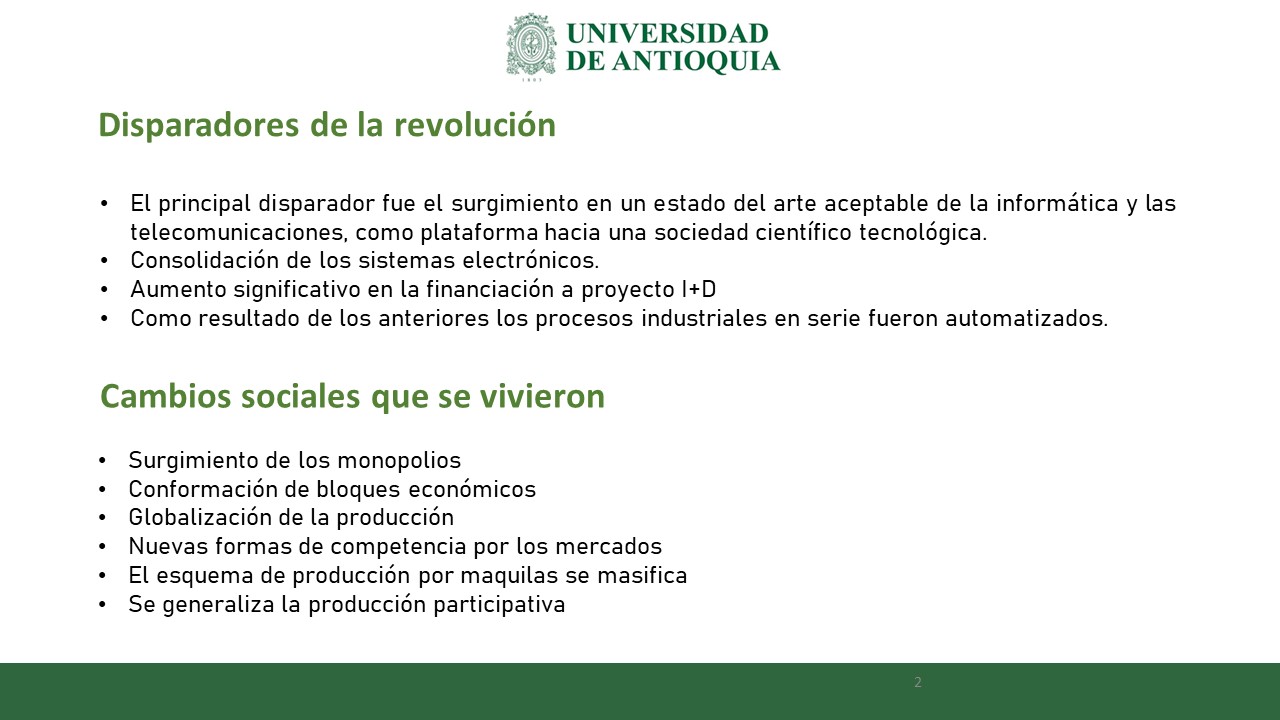 UNIVERSIDAD
DE ANTIOQUIA
1803
Disparadores de la revolución
• El principal disparador fue el surgimiento en un estado del arte aceptable de la informática y las
telecomunicaciones, como plataforma hacia una sociedad científico tecnológica.
• Consolidación de los sistemas electrónicos.
• Aumento significativo en la financiación a proyecto I+D
• Como resultado de los anteriores los procesos industriales en serie fueron automatizados.
Cambios sociales que se vivieron
• Surgimiento de los monopolios
• Conformación de bloques económicos
• Globalización de la producción
• Nuevas formas de competencia por los mercados
• El esquema de producción por maquilas se masifica
• Se generaliza la producción participativa
2